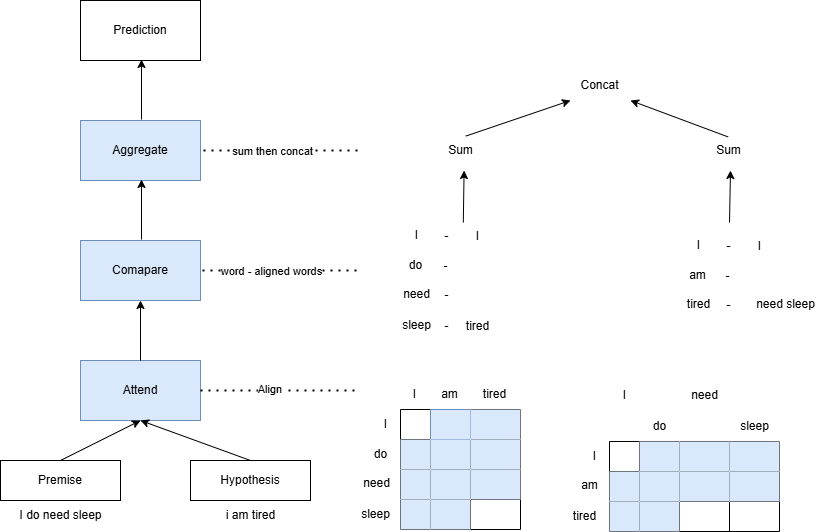 Prediction
Concat
Aggregate
sum then concat
Sum
Sum
Comapare
word - aligned words
I - I
do -
need -
sleep - tired
I - I
am -
tired - need sleep
Attend
Align
I am tired
I
do
need
sleep
I need
do sleep
I
am
tired
Premise
Hypothesis
I do need sleep
i am tired